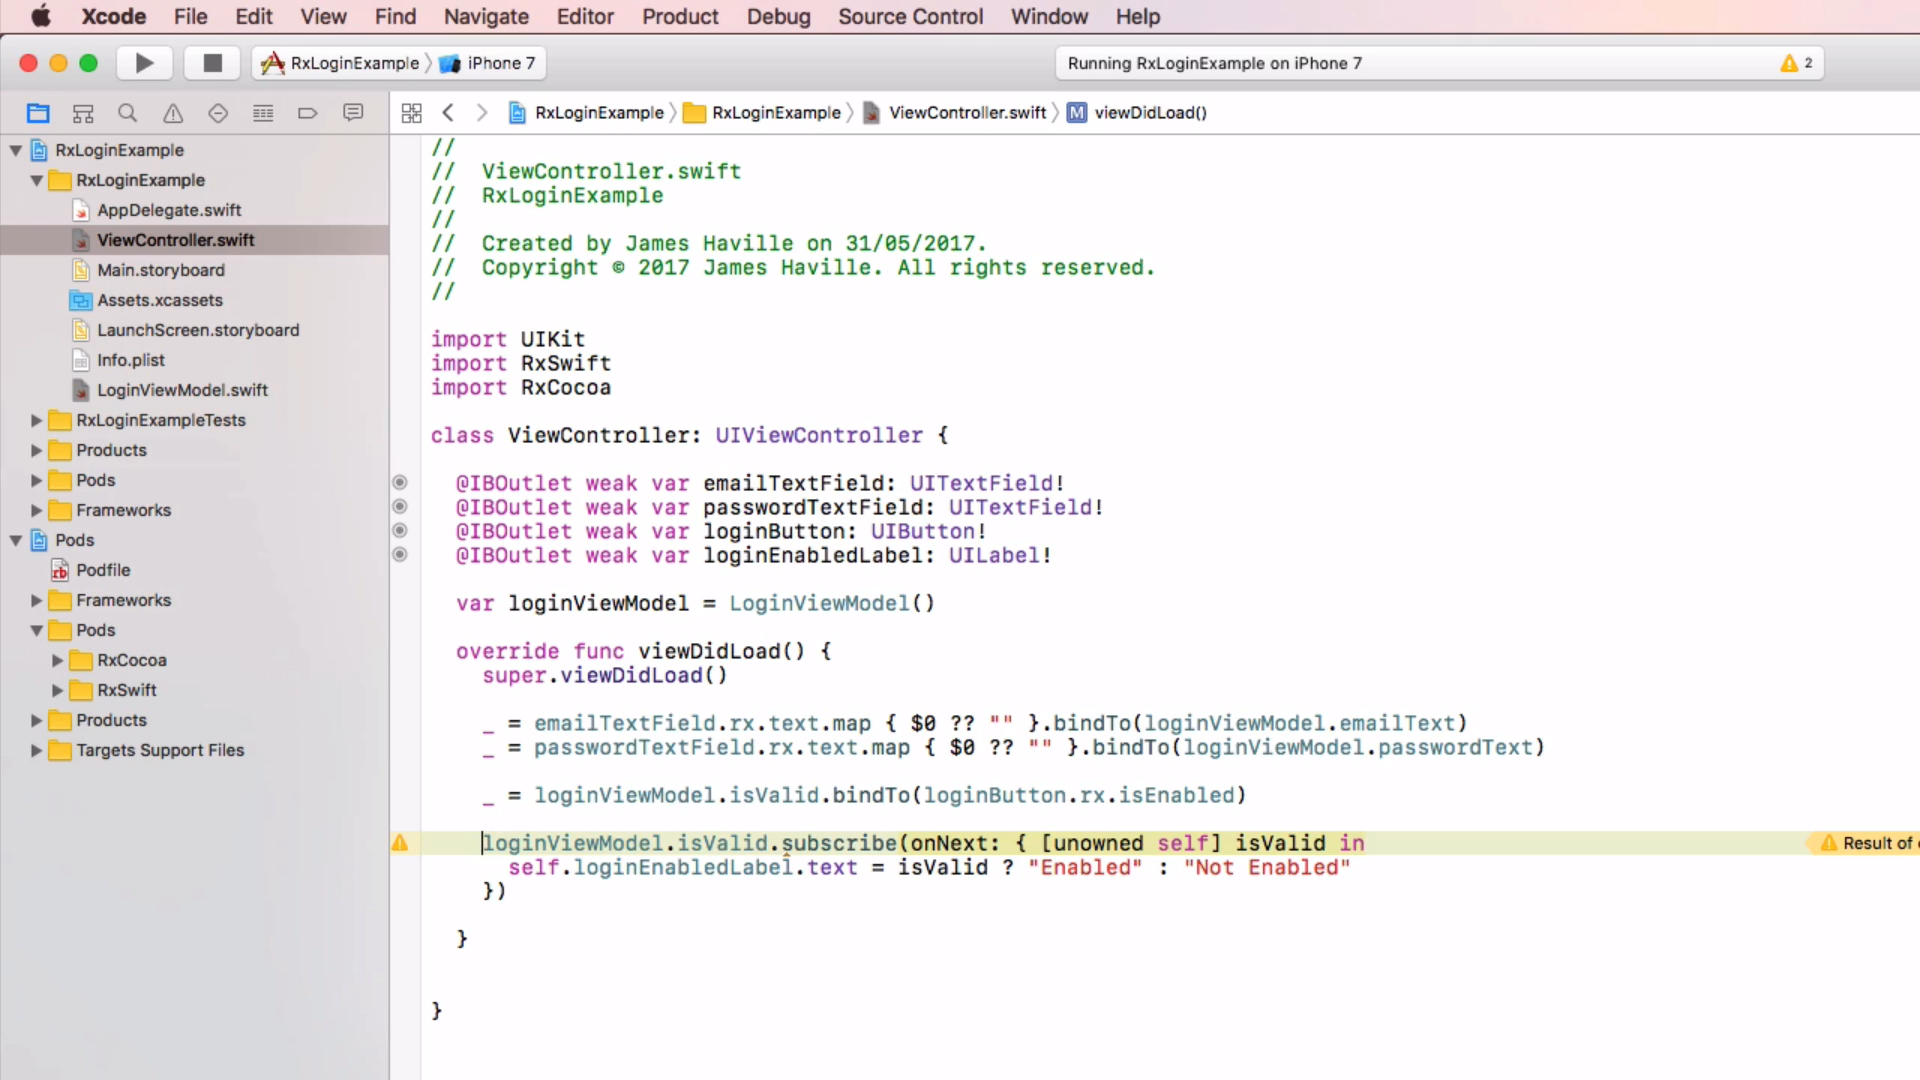 Xcode File Edit View Find Navigate Editor Product Debug Source Control Window Help
RxLoginExample iPhone 7
Running RxLoginExample on iPhone 7
2
RxLoginExample RxLoginExample ViewController.swift M viewDidLoad()
RxLoginExample
RxLoginExample
AppDelegate.swift
ViewController.swift
Main.storyboard
Assets.xcassets
LaunchScreen.storyboard
Info.plist
LoginViewModel.swift
RxLoginExampleTests
Products
Pods
Frameworks
Pods
rb Podfile
Frameworks
Pods
RxCocoa
RxSwift
Products
Targets Support Files
//
//  ViewController.swift
//  RxLoginExample
//
//  Created by James Haville on 31/05/2017.
//  Copyright © 2017 James Haville. All rights reserved.
//
import UIKit
import RxSwift
import RxCocoa
class ViewController: UIViewController {
@IBOutlet weak var emailTextField: UITextField!
@IBOutlet weak var passwordTextField: UITextField!
@IBOutlet weak var loginButton: UIButton!
@IBOutlet weak var loginEnabledLabel: UILabel!
var loginViewModel = LoginViewModel()
override func viewDidLoad() {
super.viewDidLoad()
_ = emailTextField.rx.text.map { $0 ?? "" }.bindTo(loginViewModel.emailText)
_ = passwordTextField.rx.text.map { $0 ?? "" }.bindTo(loginViewModel.passwordText)
_ = loginViewModel.isValid.bindTo(loginButton.rx.isEnabled)
loginViewModel.isValid.subscribe(onNext: { [unowned self] isValid in
Result of
self.loginEnabledLabel.text = isValid ? "Enabled" : "Not Enabled"
})
}
}